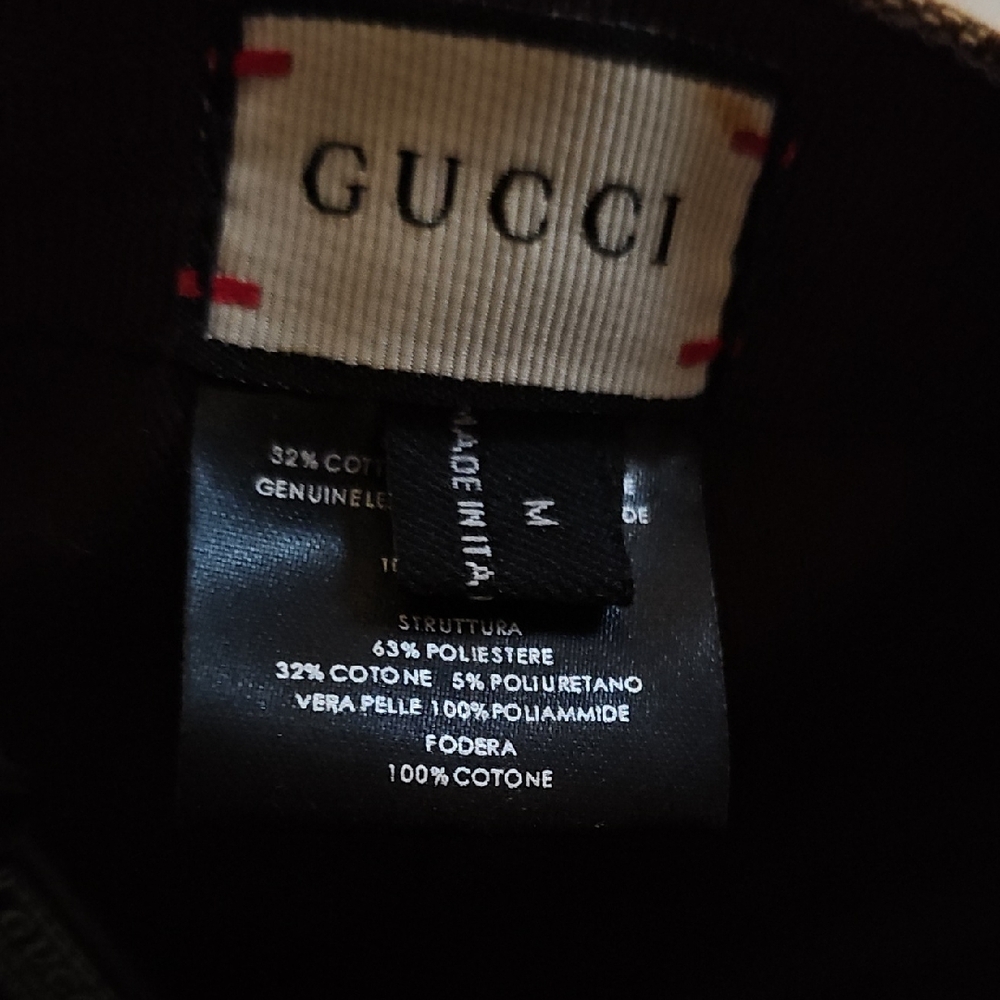 GUCCI
32% COT
GENUINE LE
DE
MADE IN ITA
M
STRUTTURA
63% POLIESTERE
32% COTONE 5% POLIURETANO
VERA PELLE 100% POLIAMMIDE
FODERA
100% COTONE